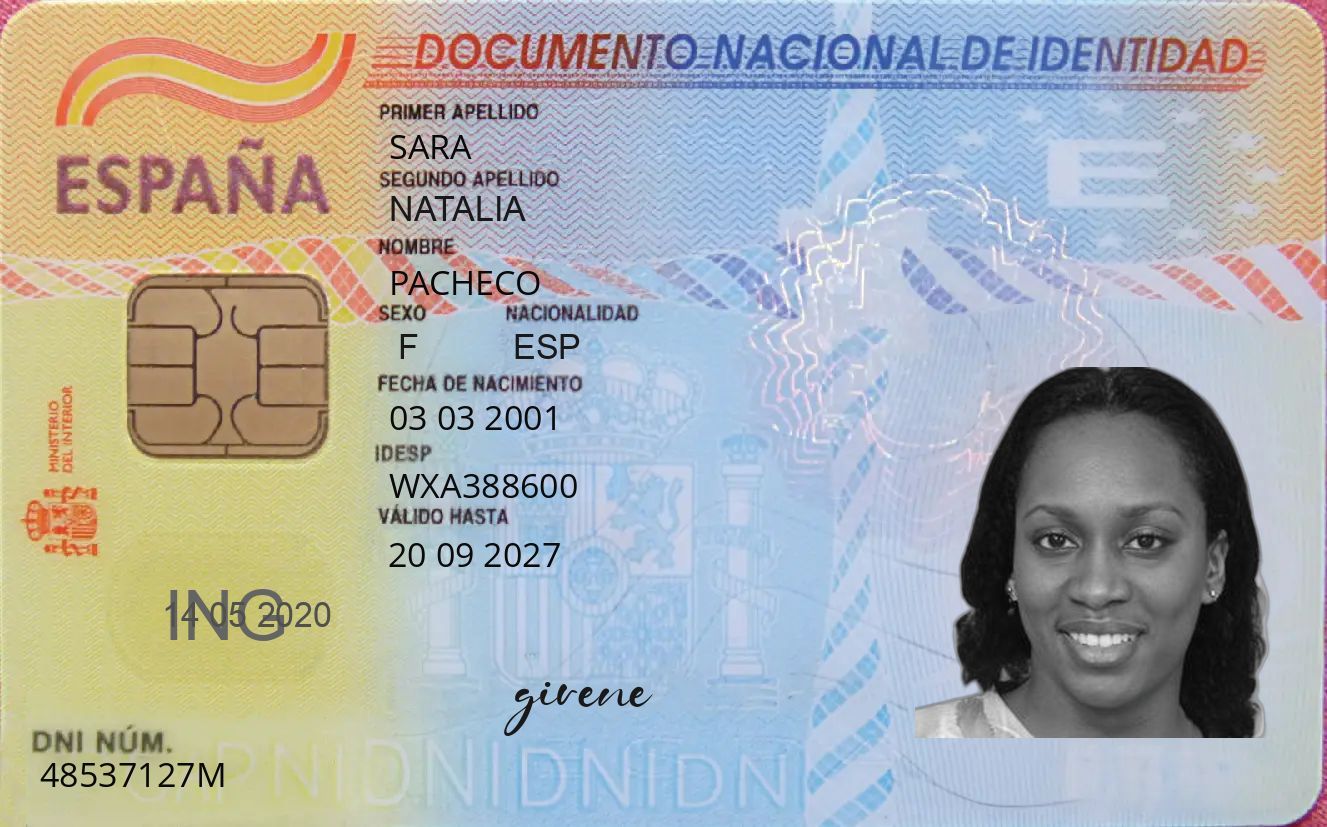 DOCUMENTO NACIONAL DE IDENTIDAD
ESPAÑA
PRIMER APELLIDO
SARA
SEGUNDO APELLIDO
NATALIA
NOMBRE
PACHECO
SEXO NACIONALIDAD
F ESP
FECHA DE NACIMIENTO
03 03 2001
IDESP
WXA388600
VÁLIDO HASTA
20 09 2027
MINISTERIO
DEL INTERIOR
E
ING
14 05 2020
givene
DNI NÚM.
48537127M
DNIDNIDNIDN